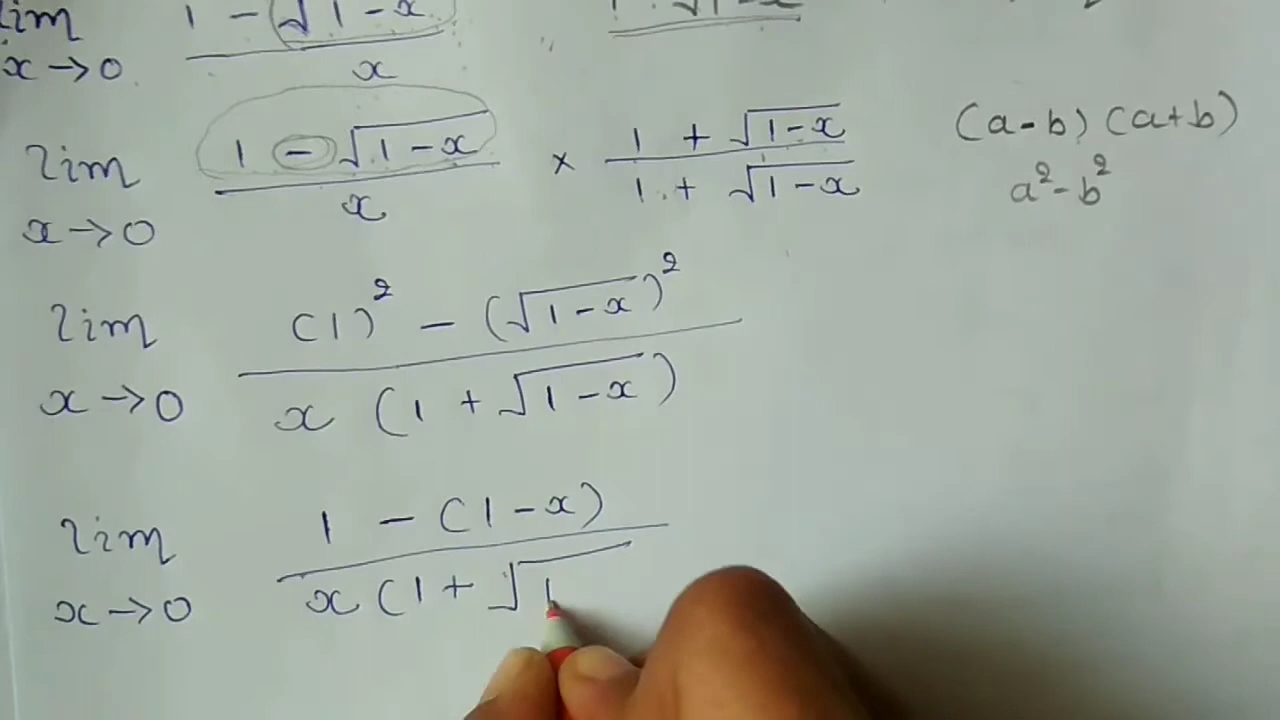 lim 1 - (√1-x
x→0 x
lim 1 - √1-x × 1 + √1-x (a-b) (a+b)
x→0 x 1 + √1-x a²-b²
lim (1)² - (√1-x)²
x→0 x (1 + √1-x)
lim 1 - (1-x)
x→0 x (1 + √1